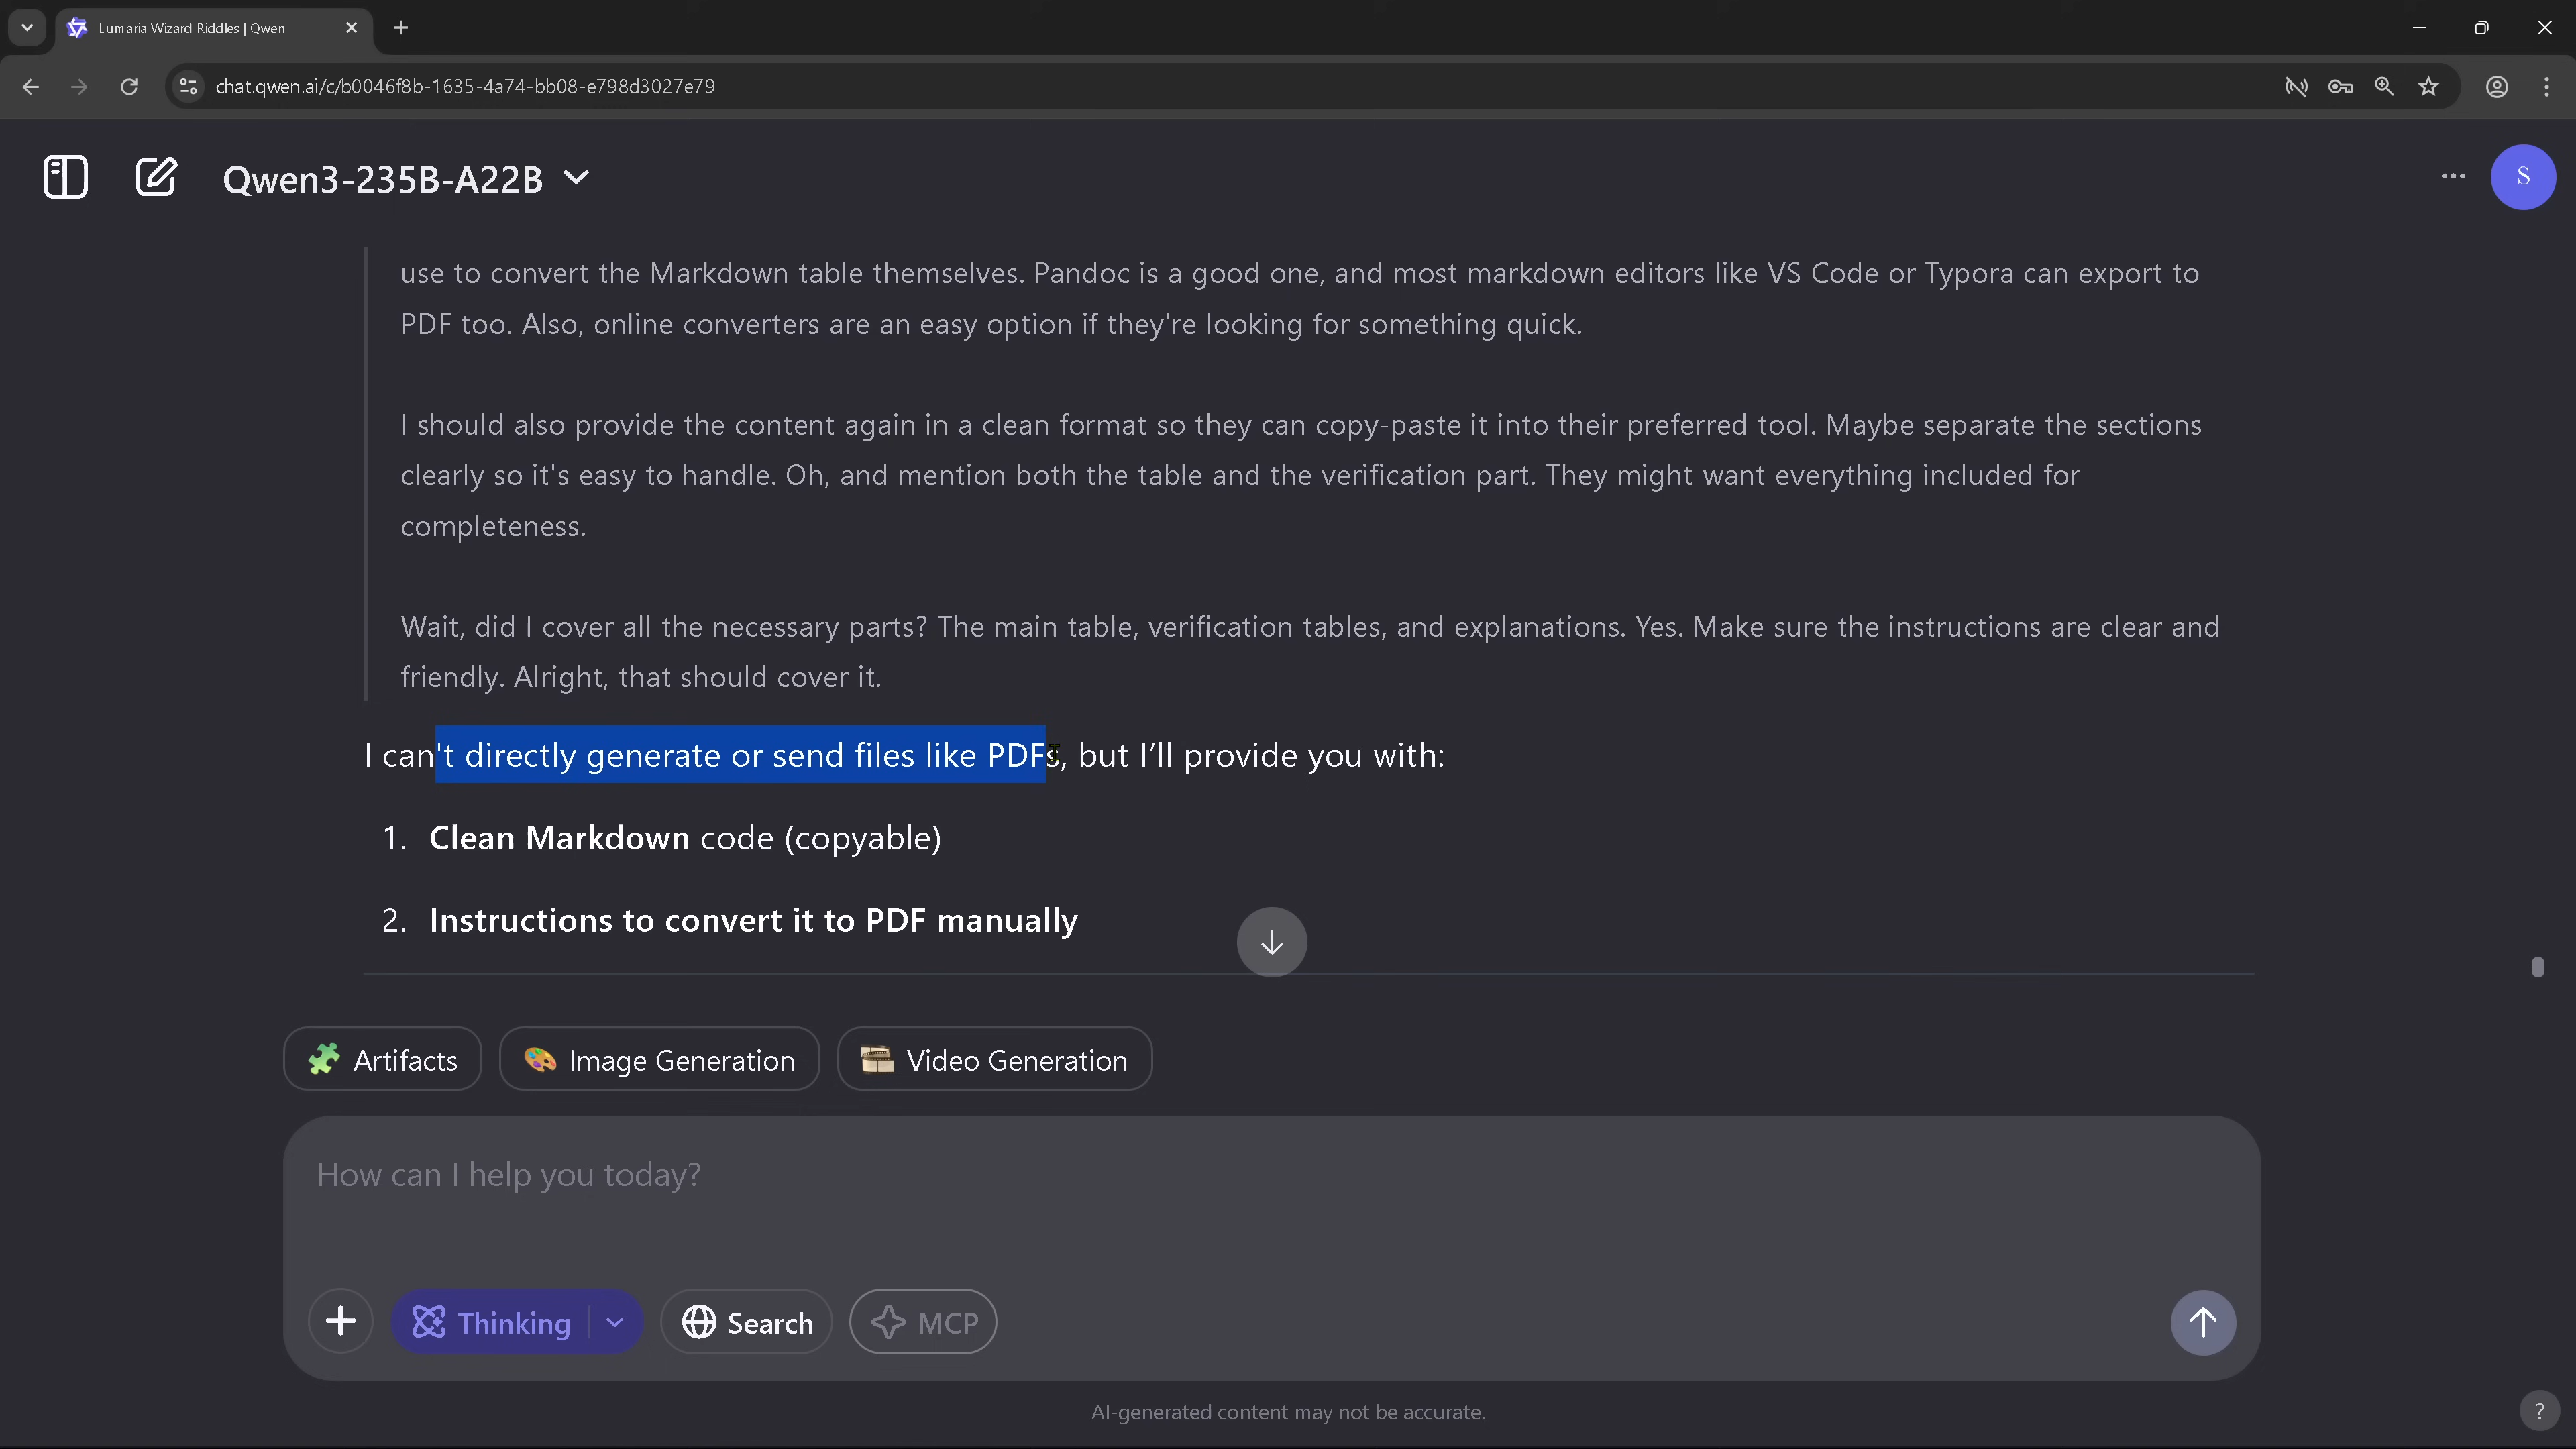 Lumaria Wizard Riddles | Qwen
chat.qwen.ai/c/b0046f8b-1635-4a74-bb08-e798d3027e79
Qwen3-235B-A22B
S
use to convert the Markdown table themselves. Pandoc is a good one, and most markdown editors like VS Code or Typora can export to
PDF too. Also, online converters are an easy option if they're looking for something quick.
I should also provide the content again in a clean format so they can copy-paste it into their preferred tool. Maybe separate the sections
clearly so it's easy to handle. Oh, and mention both the table and the verification part. They might want everything included for
completeness.
Wait, did I cover all the necessary parts? The main table, verification tables, and explanations. Yes. Make sure the instructions are clear and
friendly. Alright, that should cover it.
I can't directly generate or send files like PDFs, but I’ll provide you with:
1. Clean Markdown code (copyable)
2. Instructions to convert it to PDF manually
Artifacts
Image Generation
Video Generation
How can I help you today?
Thinking
Search
MCP
AI-generated content may not be accurate.
?